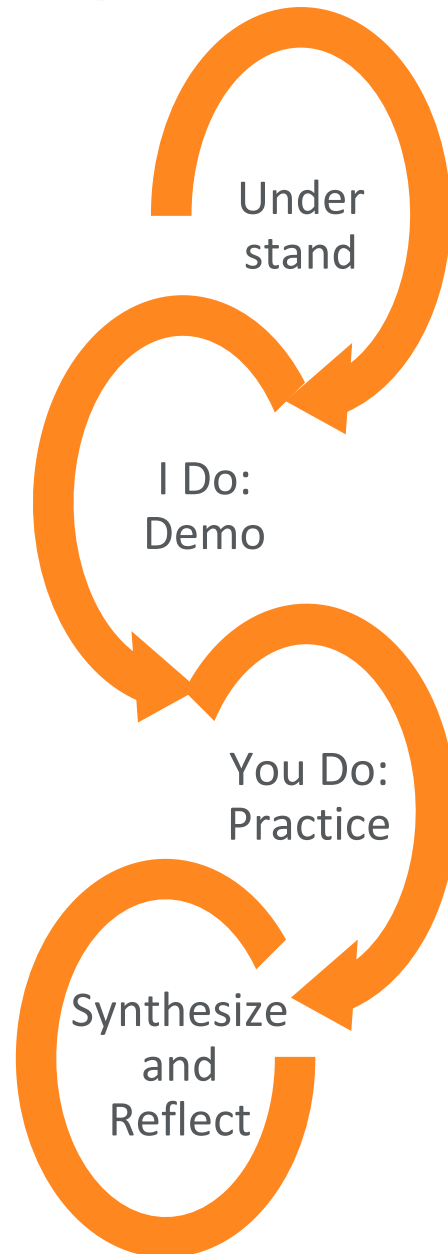 Under
stand
I Do:
Demo
You Do:
Practice
Synthesize
and
Reflect